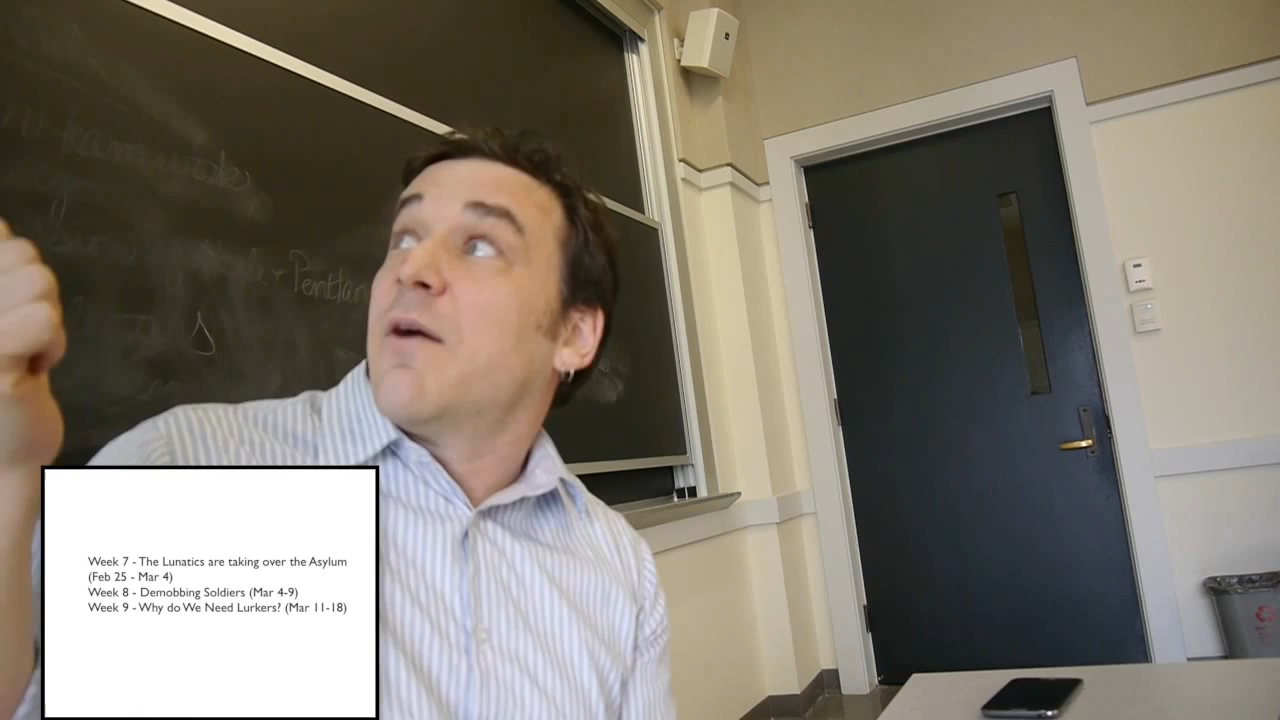 Pentlan
Week 7 - The Lunatics are taking over the Asylum
(Feb 25 - Mar 4)
Week 8 - Demobbing Soldiers (Mar 4-9)
Week 9 - Why do We Need Lurkers? (Mar 11-18)